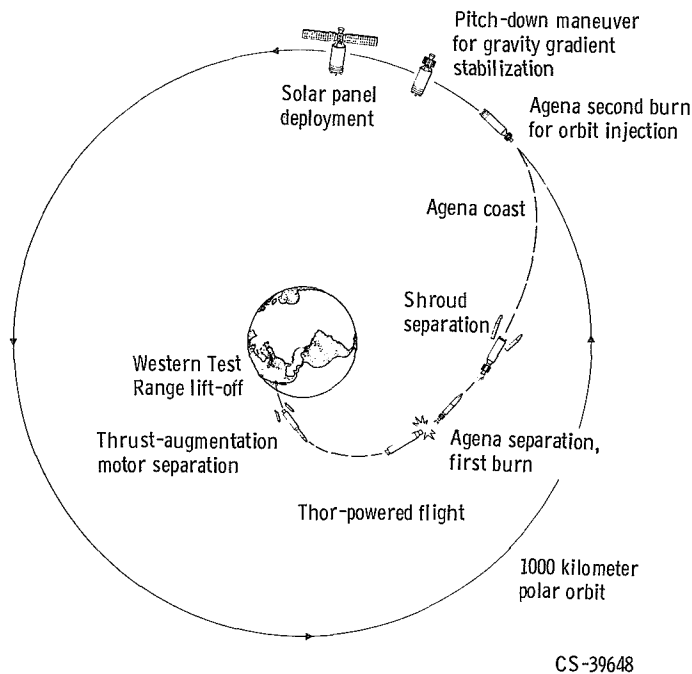 Pitch-down maneuver
for gravity gradient
stabilization
Solar panel
deployment
Agena second burn
for orbit injection
Agena coast
Shroud
separation
Western Test
Range lift-off
Thrust-augmentation
motor separation
Agena separation,
first burn
Thor-powered flight
1000 kilometer
polar orbit
CS-39648